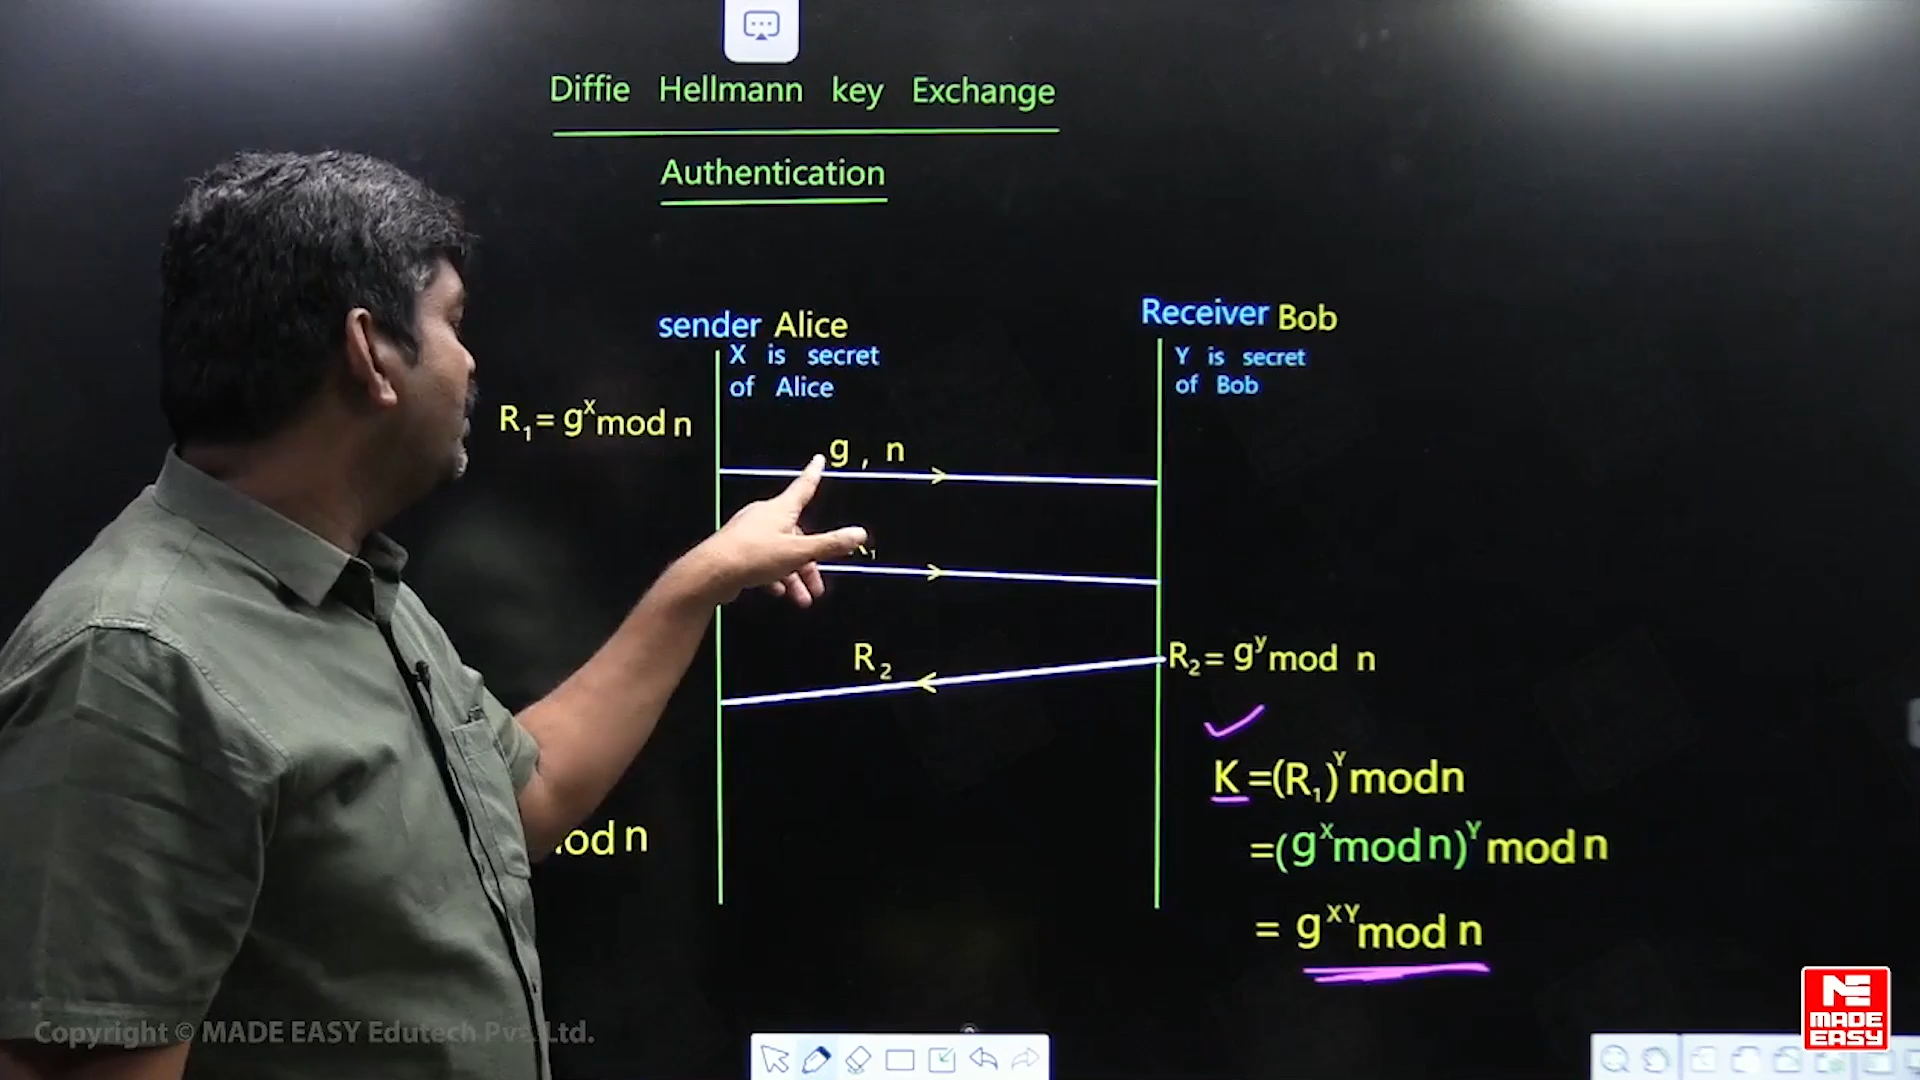 Diffie Hellmann key Exchange
Authentication
sender Alice
X is secret
of Alice
Receiver Bob
Y is secret
of Bob
R₁= gˣmod n
g , n
R₂
R₂= gʸmod n
K =(R₁)ʸmodn
=(gˣmod n)ʸ mod n
od n
= gˣʸmod n
Copyright © MADE EASY Edutech Pvt. Ltd.
MADE
EASY